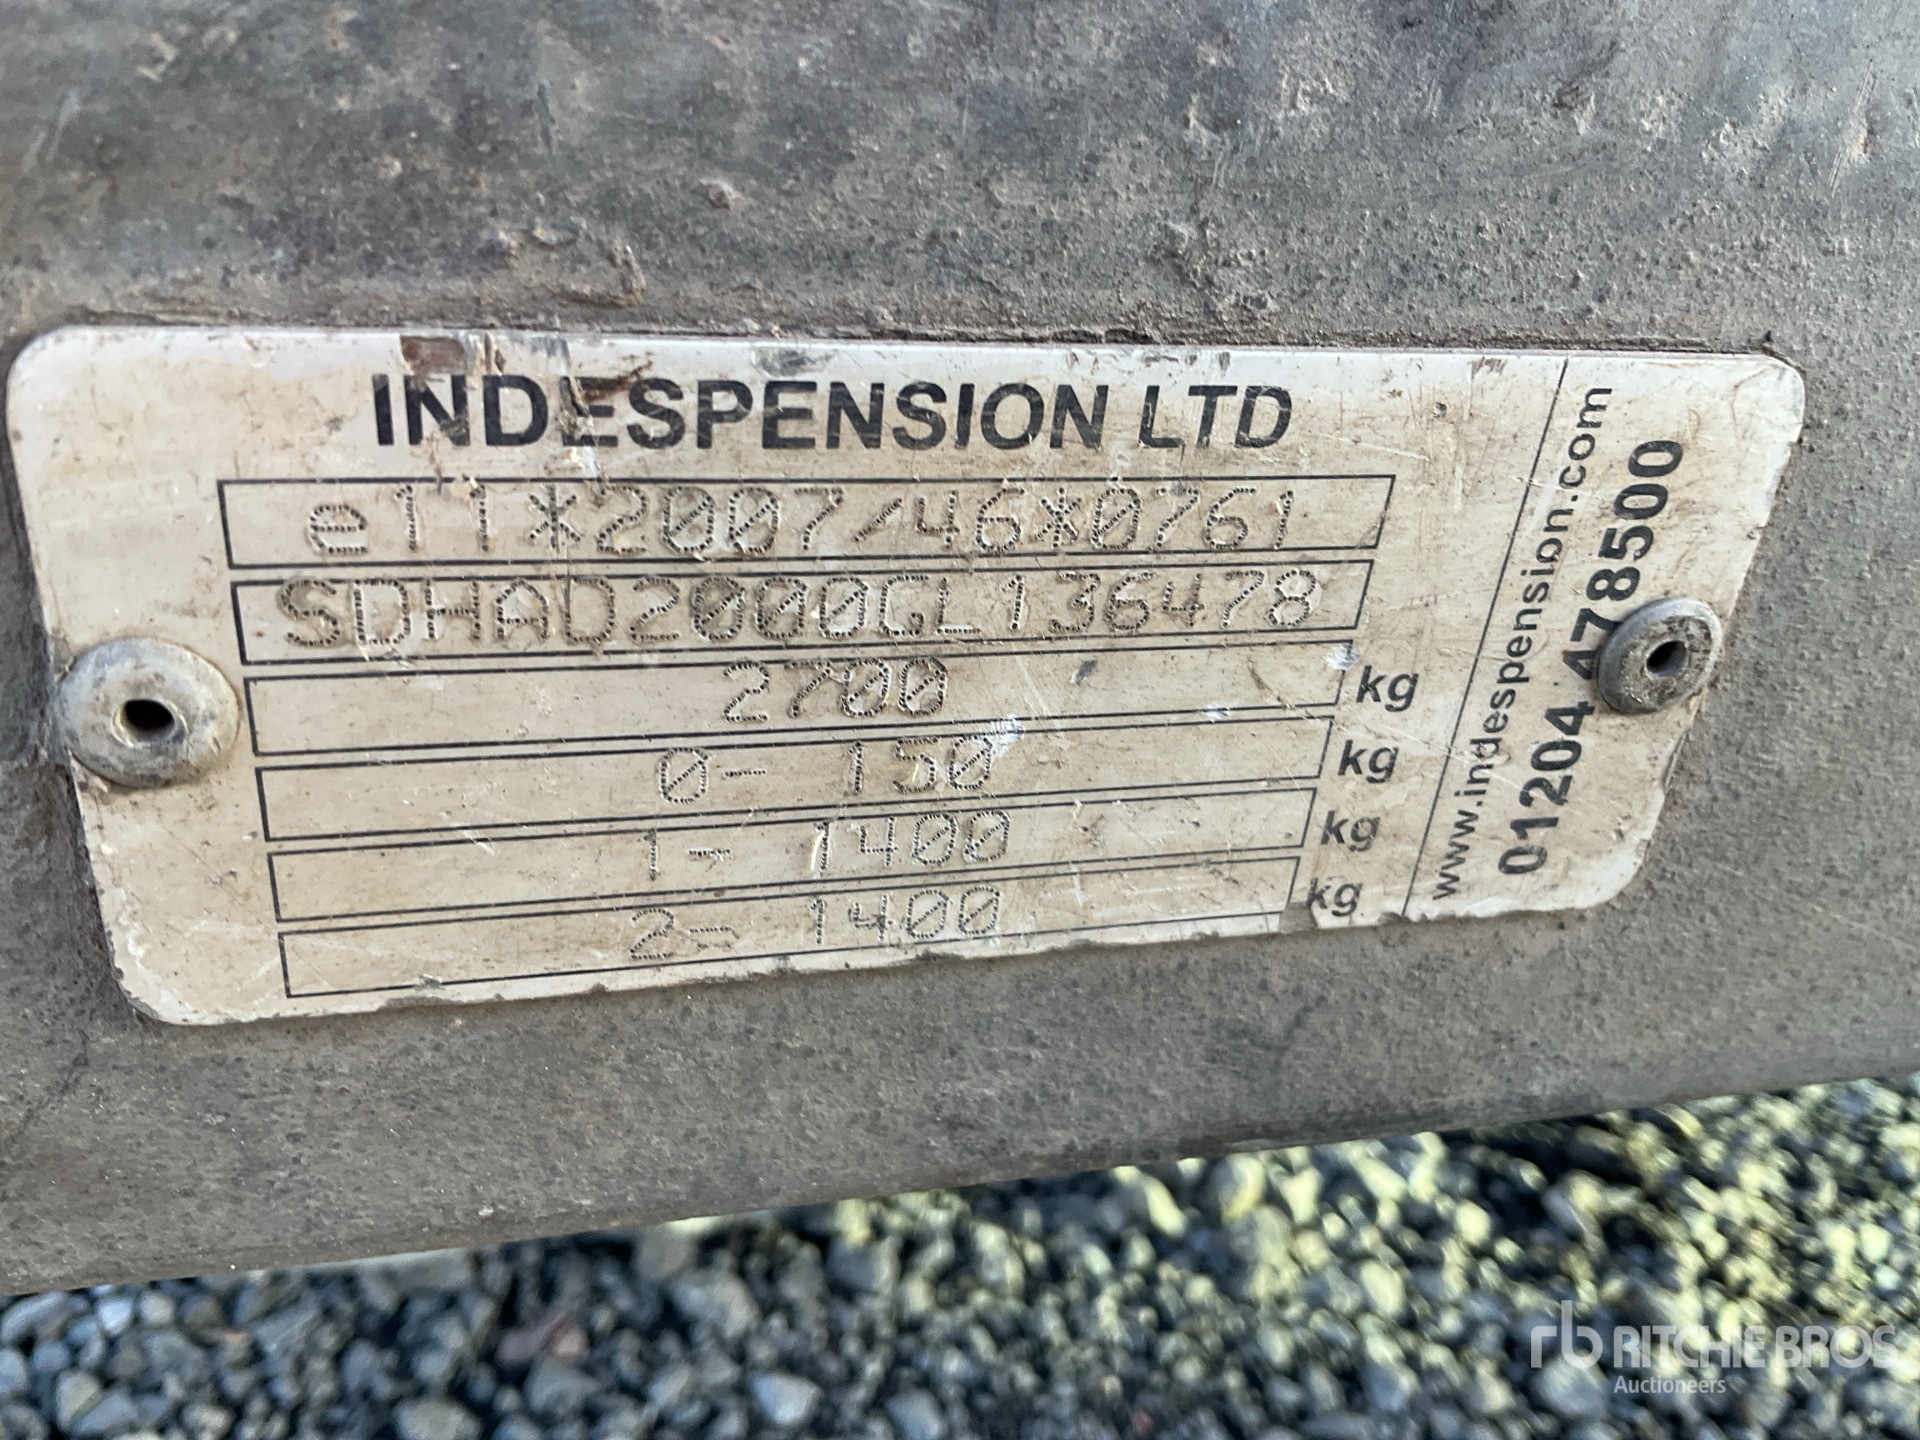 INDESPENSION LTD
e11*2007/46*0761
SDHAD2000GL136478
2700 kg
0- 150 kg
1- 1400 kg
2- 1400 kg
www.indespension.com
01204 478500
rb RITCHIE BROS
Auctioneers